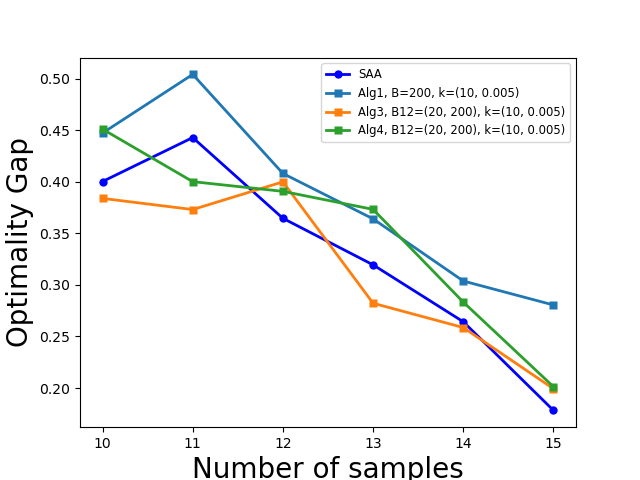 SAA
Alg1, B=200, k=(10, 0.005)
Alg3, B12=(20, 200), k=(10, 0.005)
Alg4, B12=(20, 200), k=(10, 0.005)
Optimality Gap
0.50
0.45
0.40
0.35
0.30
0.25
0.20
10 11 12 13 14 15
Number of samples